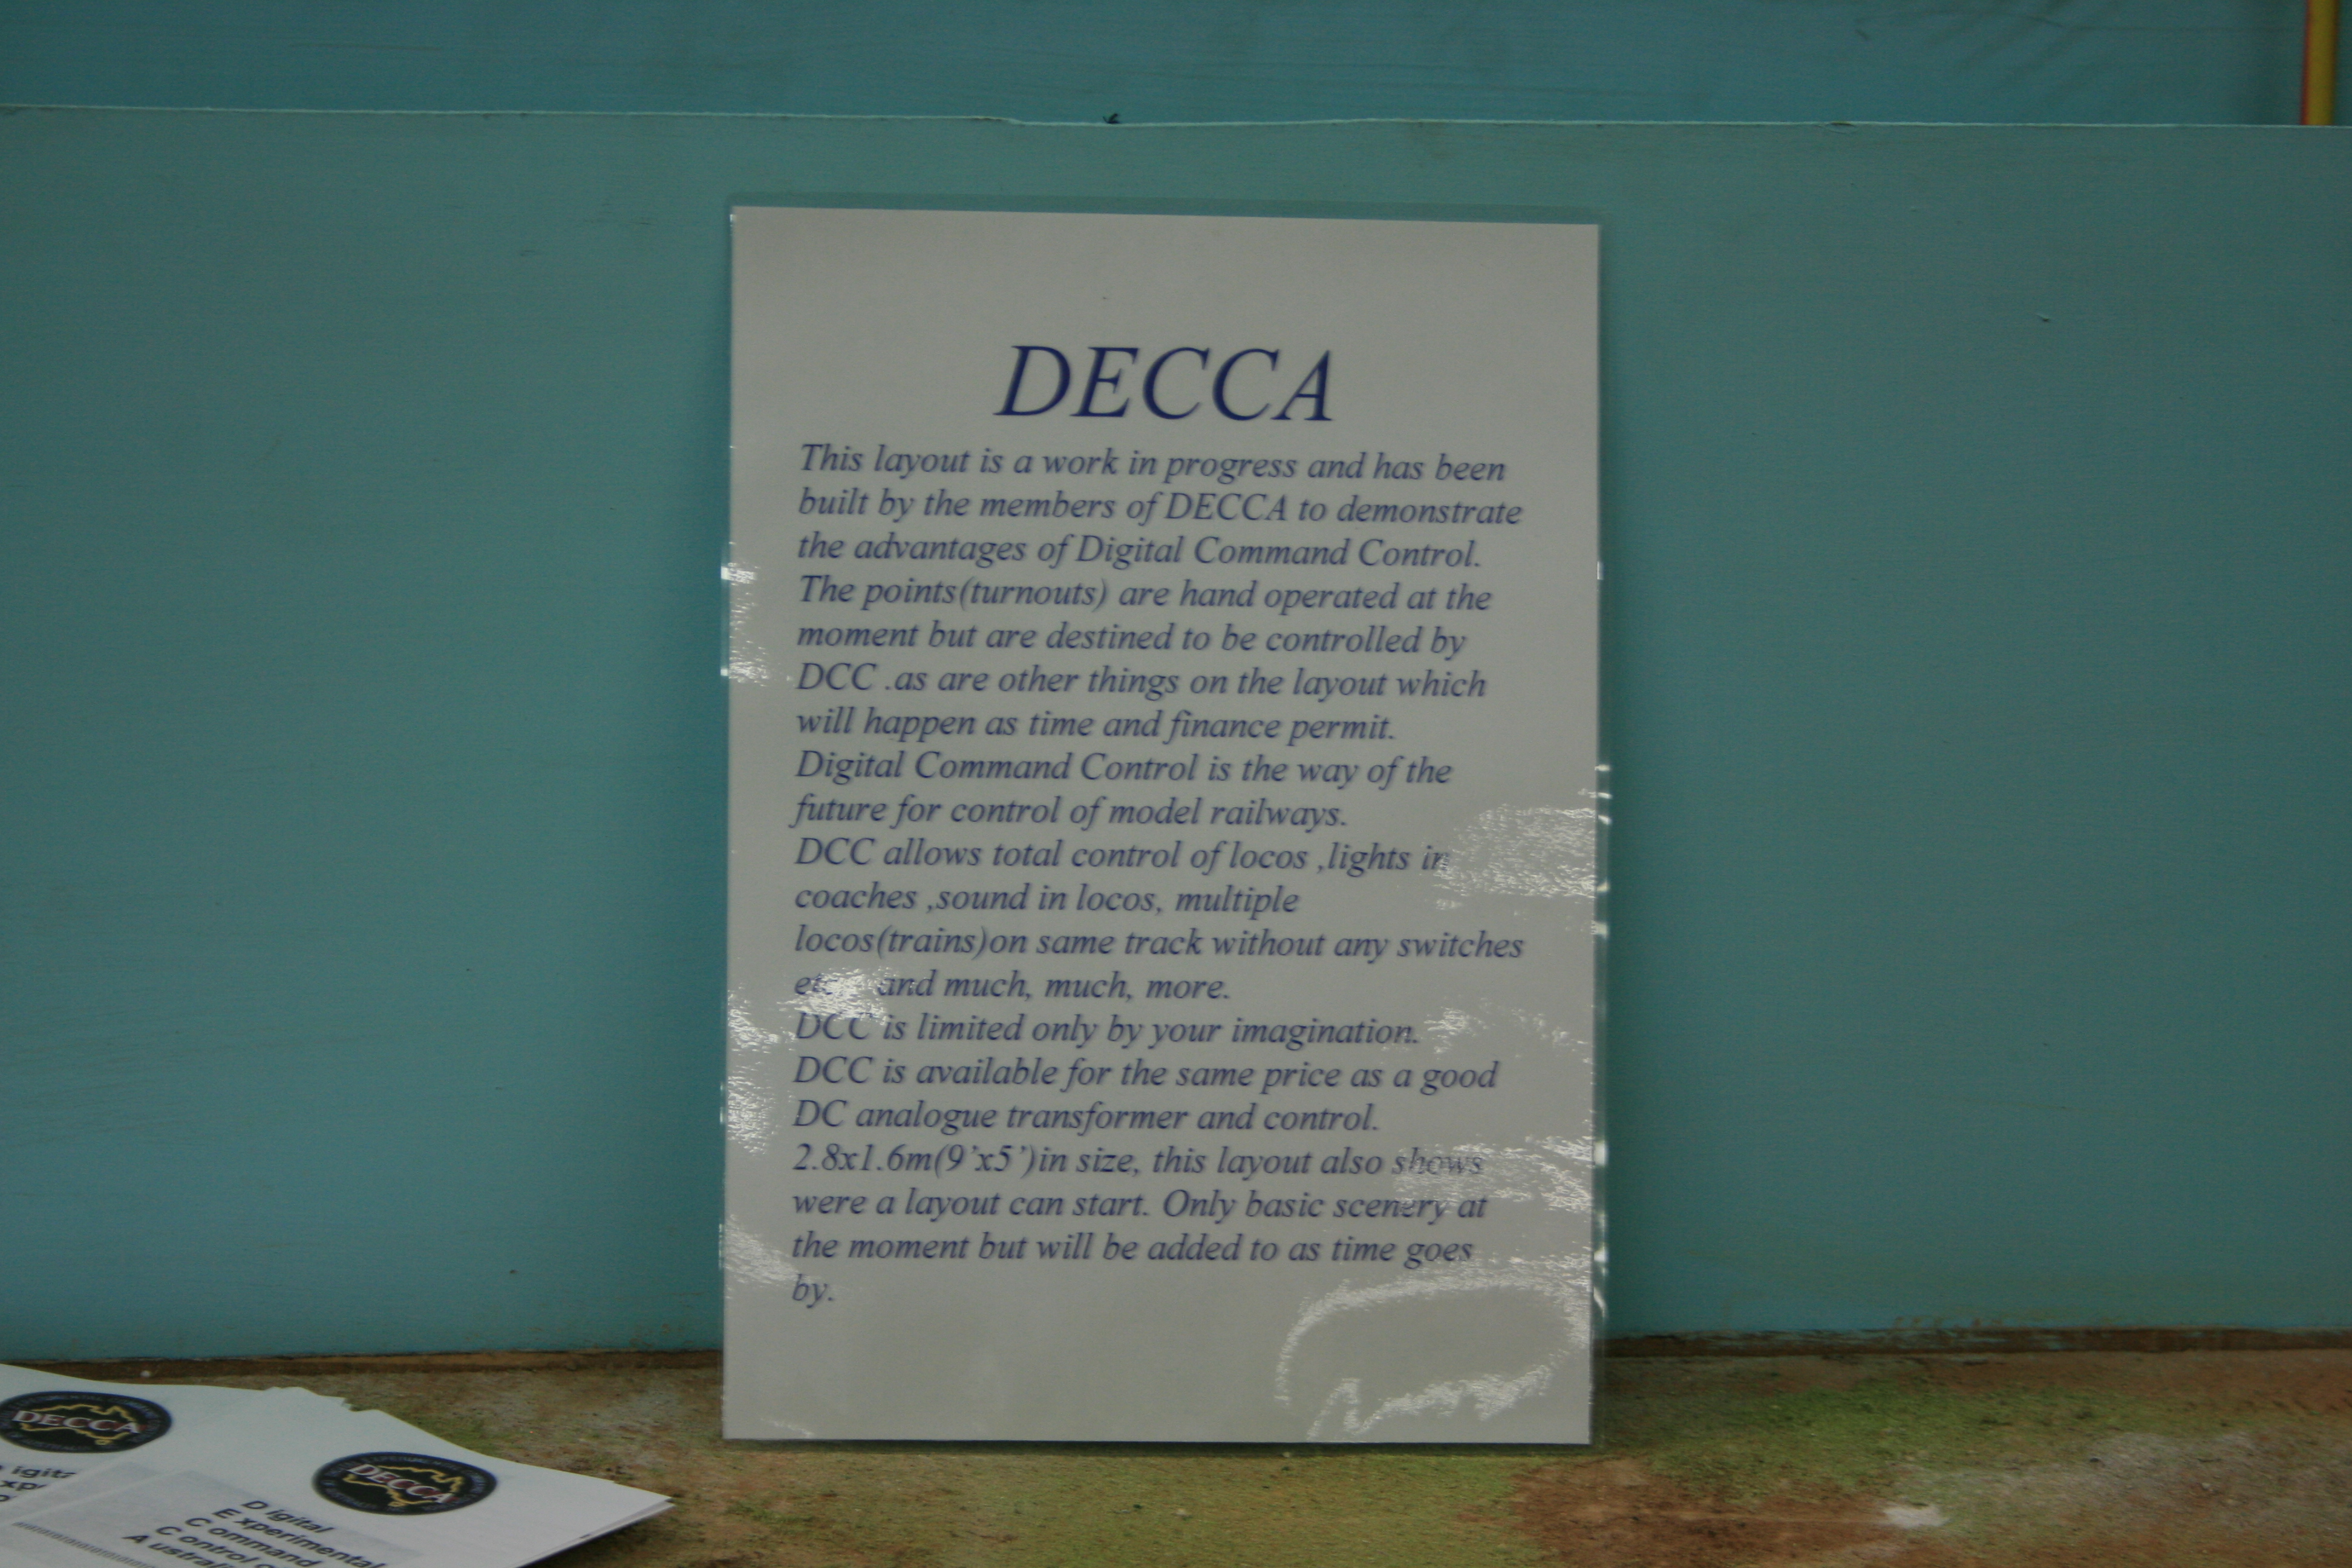 DECCA
This layout is a work in progress and has been
built by the members of DECCA to demonstrate
the advantages of Digital Command Control.
The points(turnouts) are hand operated at the
moment but are destined to be controlled by
DCC .as are other things on the layout which
will happen as time and finance permit.
Digital Command Control is the way of the
future for control of model railways.
DCC allows total control of locos ,lights in
coaches ,sound in locos, multiple
locos(trains)on same track without any switches
and much, much, more.
DCC is limited only by your imagination.
DCC is available for the same price as a good
DC analogue transformer and control.
2.8x1.6m(9’x5’)in size, this layout also shows
were a layout can start. Only basic scenery at
the moment but will be added to as time goes
by.
DECCA
DECCA
D igital
E xperimental
C ommand
C ontrol